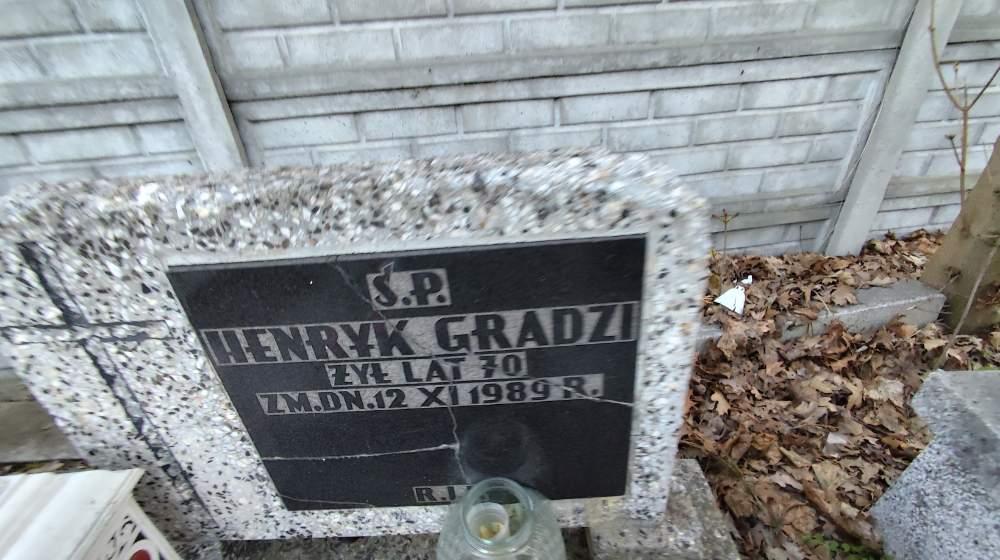 Ś.P.
HENRYK GRADZI
ŻYŁ LAT 70
ZM.DN.12 XI 1989 R.